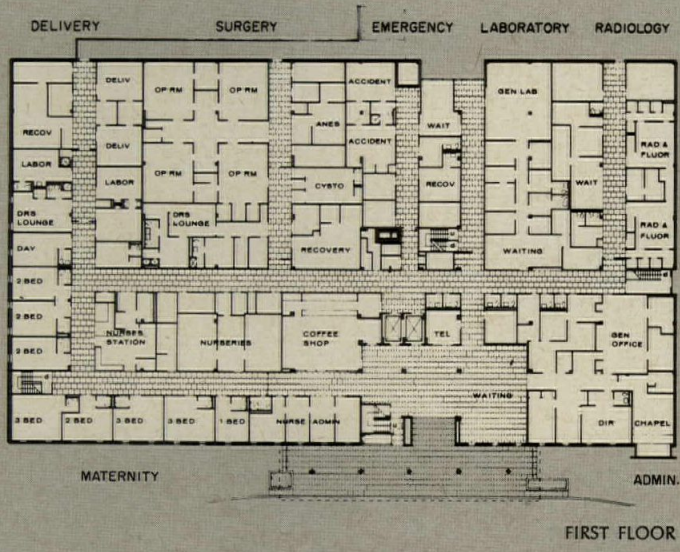 DELIVERY SURGERY EMERGENCY LABORATORY RADIOLOGY
DELIV OP RM OP RM ACCIDENT GEN LAB
RECOV DELIV ANES ACCIDENT WAIT RAD & FLUOR
LABOR LABOR OP RM OP RM CYSTO RECOV WAIT
DRS LOUNGE DRS LOUNGE RAD & FLUOR
DAY RECOVERY WAITING
2 BED
2 BED NURSES STATION NURSERIES COFFEE SHOP TEL GEN OFFICE
2 BED
WAITING
3 BED 2 BED 3 BED 3 BED 1 BED NURSE ADMIN DIR CHAPEL
MATERNITY ADMIN.
FIRST FLOOR